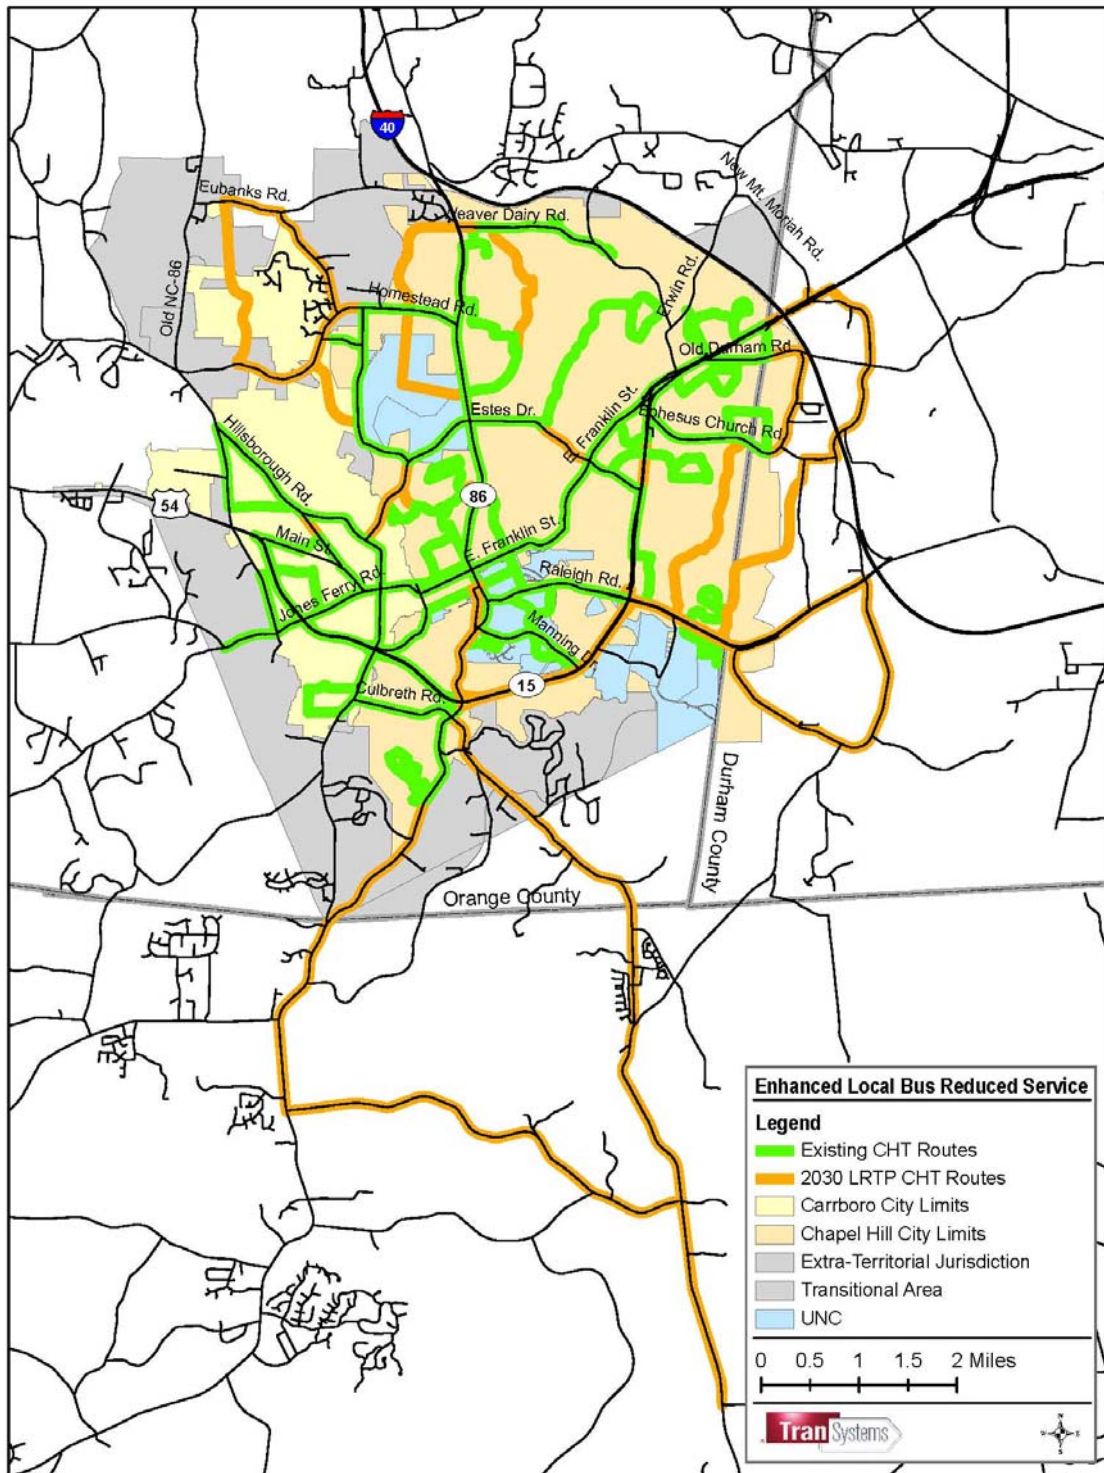 40
Eubanks Rd.
Weaver Dairy Rd.
New Mt. Moriah Rd.
Old NC-86
Homestead Rd.
Erwin Rd.
Old Durham Rd.
Estes Dr.
E. Franklin St.
Ephesus Church Rd.
Hillsborough Rd.
54
86
Main St.
E. Franklin St.
Raleigh Rd.
Jones Ferry Rd.
Manning Dr.
15
Culbreth Rd.
Durham County
Orange County
Enhanced Local Bus Reduced Service
Legend
Existing CHT Routes
2030 LRTP CHT Routes
Carrboro City Limits
Chapel Hill City Limits
Extra-Territorial Jurisdiction
Transitional Area
UNC
0 0.5 1 1.5 2 Miles
TranSystems
N
W E
S